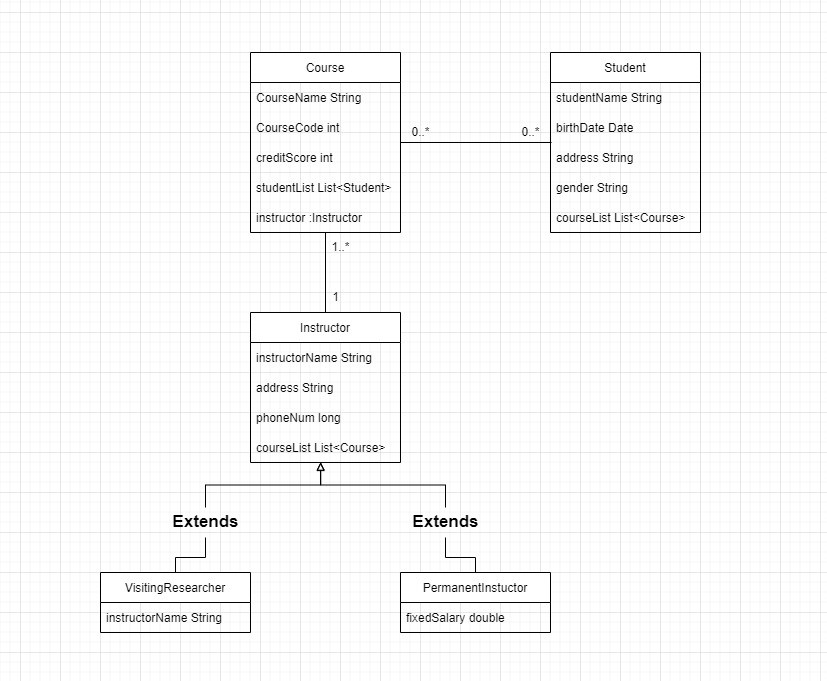 Course
CourseName String
CourseCode int
creditScore int
studentList List<Student>
instructor :Instructor
0..*
0..*
Student
studentName String
birthDate Date
address String
gender String
courseList List<Course>
1..*
1
Instructor
instructorName String
address String
phoneNum long
courseList List<Course>
Extends
Extends
VisitingResearcher
instructorName String
PermanentInstuctor
fixedSalary double